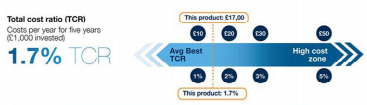 Total cost ratio (TCR)
Costs per year for five years
(£1,000 invested)
1.7% TCR
This product: £17,00
£10 £20 £30 £50
Avg Best
TCR
High cost
zone
1% 2% 3% 5%
This product: 1.7%